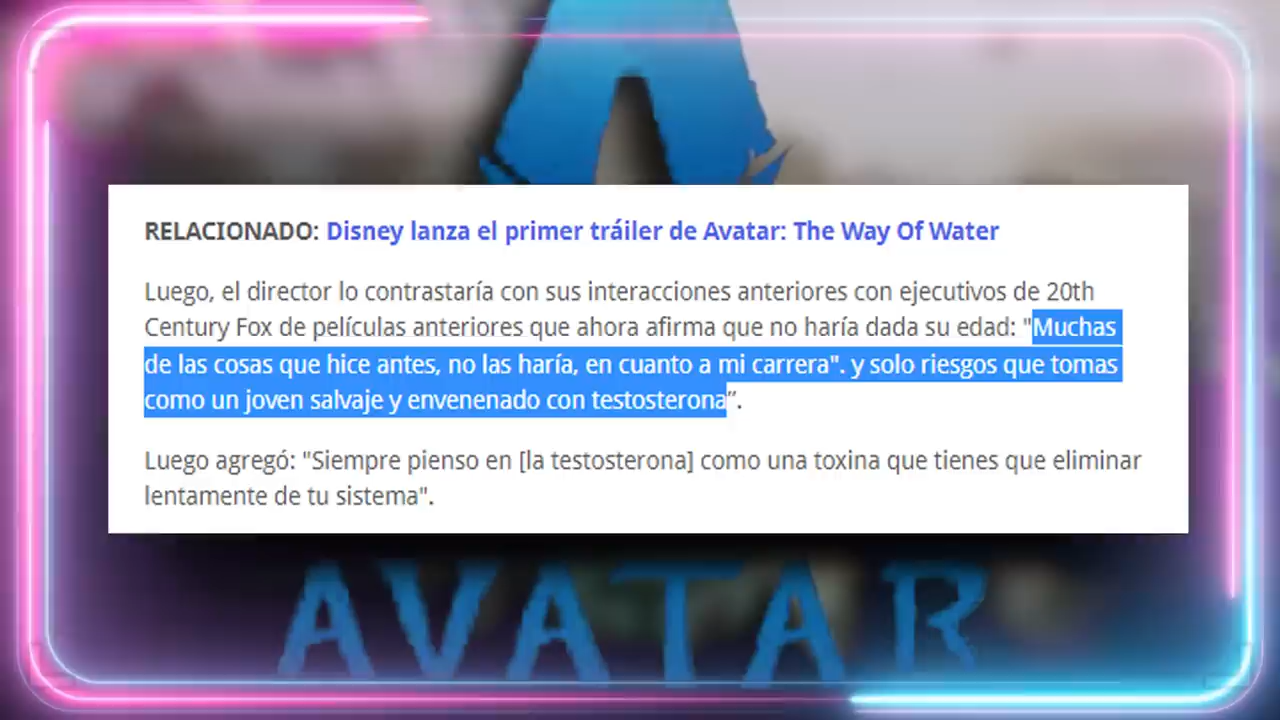 RELACIONADO: Disney lanza el primer tráiler de Avatar: The Way Of Water
Luego, el director lo contrastaría con sus interacciones anteriores con ejecutivos de 20th
Century Fox de películas anteriores que ahora afirma que no haría dada su edad: "Muchas
de las cosas que hice antes, no las haría, en cuanto a mi carrera". y solo riesgos que tomas
como un joven salvaje y envenenado con testosterona”.
Luego agregó: "Siempre pienso en [la testosterona] como una toxina que tienes que eliminar
lentamente de tu sistema".
AVATAR